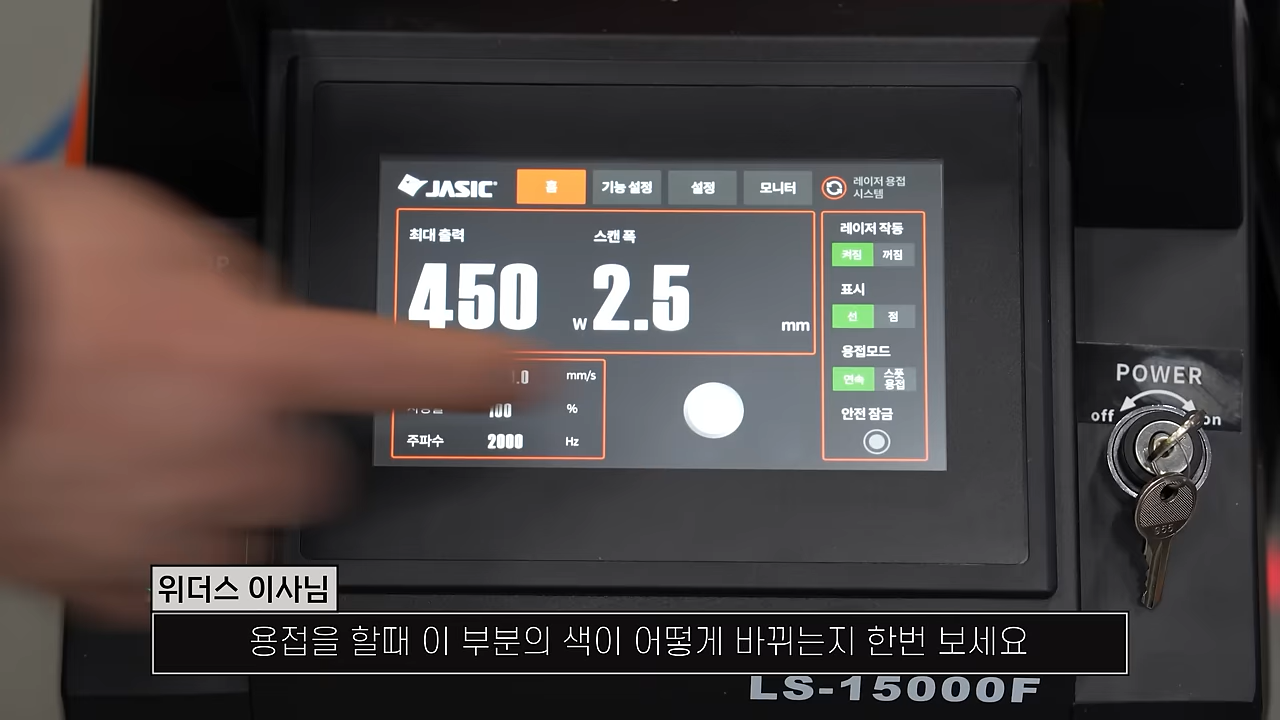 JASIC
홈
기능 설정
설정
모니터
레이저 용접
시스템
최대 출력
스캔 폭
450 W
2.5 mm
.0 mm/s
100 %
주파수 2000 Hz
레이저 작동
켜짐 꺼짐
표시
선 점
용접모드
연속 스폿
용접
안전 잠금
POWER
off on
955
위더스 이사님
용접을 할때 이 부분의 색이 어떻게 바뀌는지 한번 보세요
LS-15000F